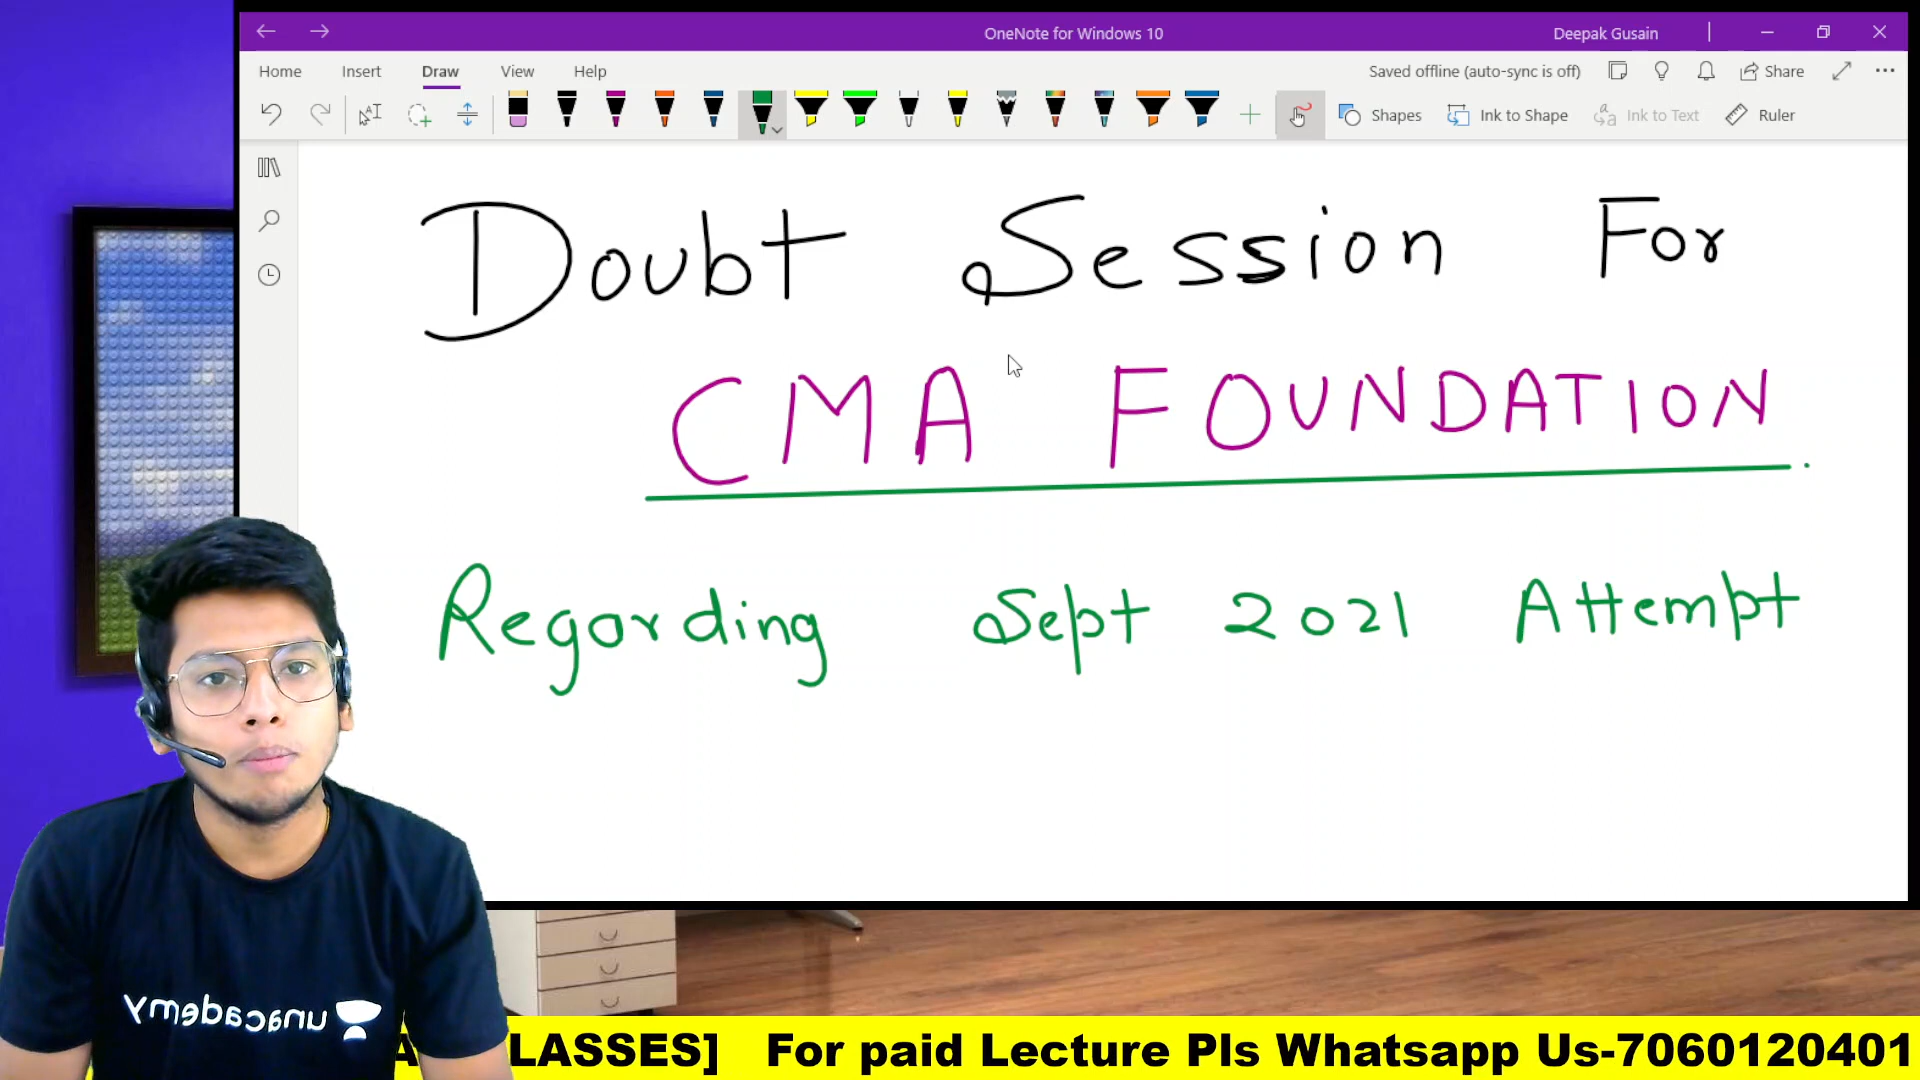 OneNote for Windows 10
Deepak Gusain
Home Insert Draw View Help
Saved offline (auto-sync is off) Share
Shapes Ink to Shape Ink to Text Ruler
Doubt Session For
CMA FOUNDATION
Regarding Sept 2021 Attempt
unacademy
LASSES] For paid Lecture Pls Whatsapp Us-7060120401